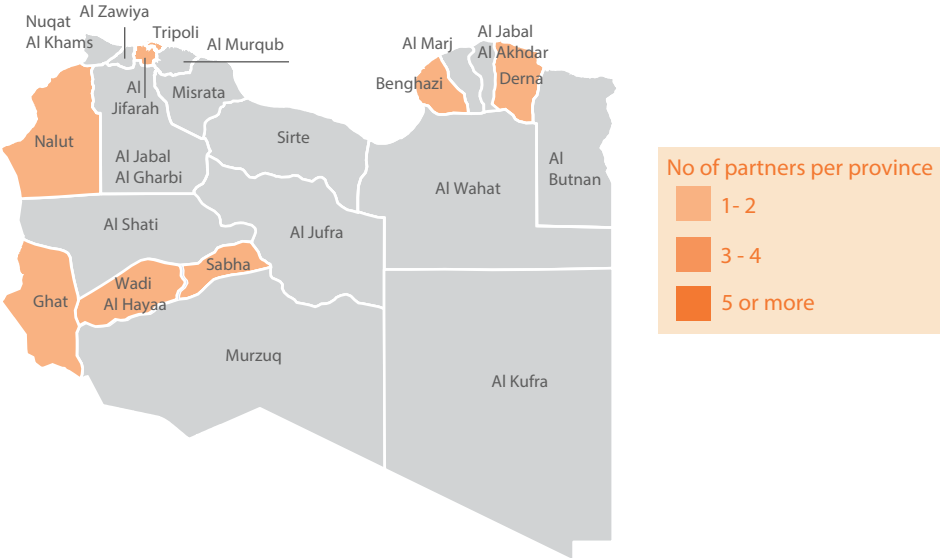 Al Zawiya
Nuqat
Al Khams
Tripoli
Al Murqub
Al
Jifarah
Misrata
Nalut
Al Jabal
Al Gharbi
Sirte
Al Marj
Al Jabal
Al Akhdar
Benghazi
Derna
Al Wahat
Al
Butnan
Al Shati
Al Jufra
Sabha
Wadi
Al Hayaa
Ghat
Murzuq
Al Kufra
No of partners per province
1- 2
3 - 4
5 or more